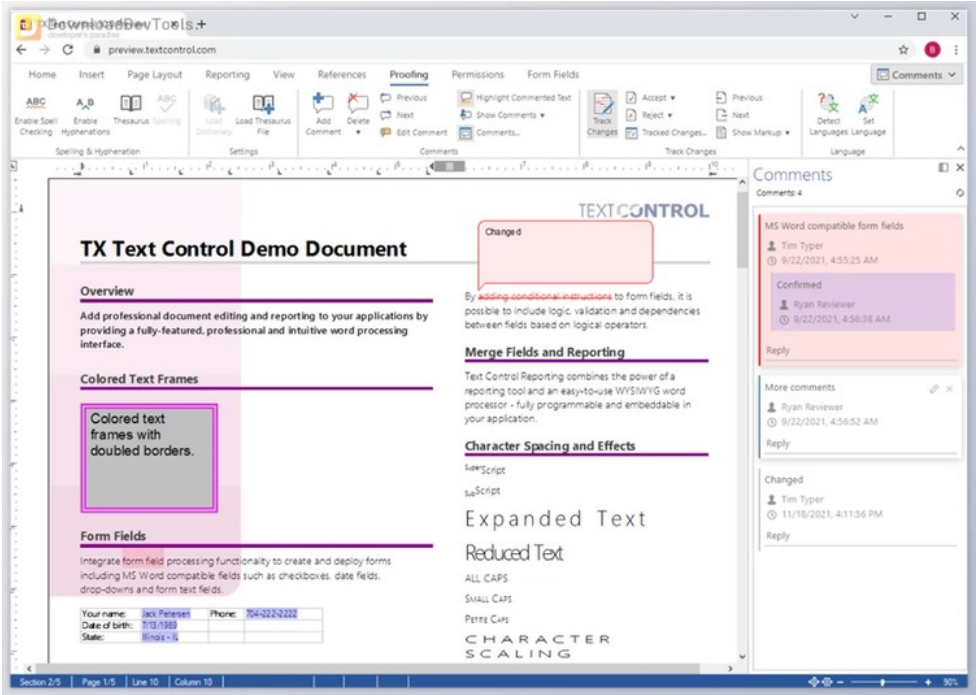 DownloadDevTools.
developer's paradise
preview.textcontrol.com
B
Home Insert Page Layout Reporting View References Proofing Permissions Form Fields Comments
ABC Enable Spell Checking
Enable Hyphenations
Thesaurus
ABC Spelling
Spelling & Hyphenation
Load Dictionary
Load Thesaurus File
Settings
Add Comment
Delete
Previous
Next
Edit Comment
Highlight Commented Text
Show Comments
Comments...
Comments
Track Changes
Accept
Reject
Tracked Changes...
Previous
Next
Show Markup
Track Changes
Detect Languages
Set Language
Language
TEXTCONTROL
TX Text Control Demo Document
Overview
Add professional document editing and reporting to your applications by
providing a fully-featured, professional and intuitive word processing
interface.
Colored Text Frames
Colored text
frames with
doubled borders.
Form Fields
Integrate form field processing functionality to create and deploy forms
including MS Word compatible fields such as checkboxes, date fields,
drop-downs and form text fields.
Your name: Jack Petersen Phone: 704-222-2222
Date of birth: 7/13/1989
State: Illinois - IL
Changed
By adding conditional instructions to form fields, it is
possible to include logic, validation and dependencies
between fields based on logical operators.
Merge Fields and Reporting
Text Control Reporting combines the power of a
reporting tool and an easy-to-use WYSIWYG word
processor - fully programmable and embeddable in
your application.
Character Spacing and Effects
SuperScript
SubScript
Expanded Text
Reduced Text
ALL CAPS
SMALL CAPS
PETITE CAPS
CHARACTER
SCALING
Comments
Comments: 4
MS Word compatible form fields
Tim Typer
9/22/2021, 4:55:25 AM
Confirmed
Ryan Reviewer
9/22/2021, 4:56:38 AM
Reply
More comments
Ryan Reviewer
9/22/2021, 4:56:52 AM
Reply
Changed
Tim Typer
11/18/2021, 4:11:56 PM
Reply
Section 2/5 Page 1/5 Line 10 Column 10 90%